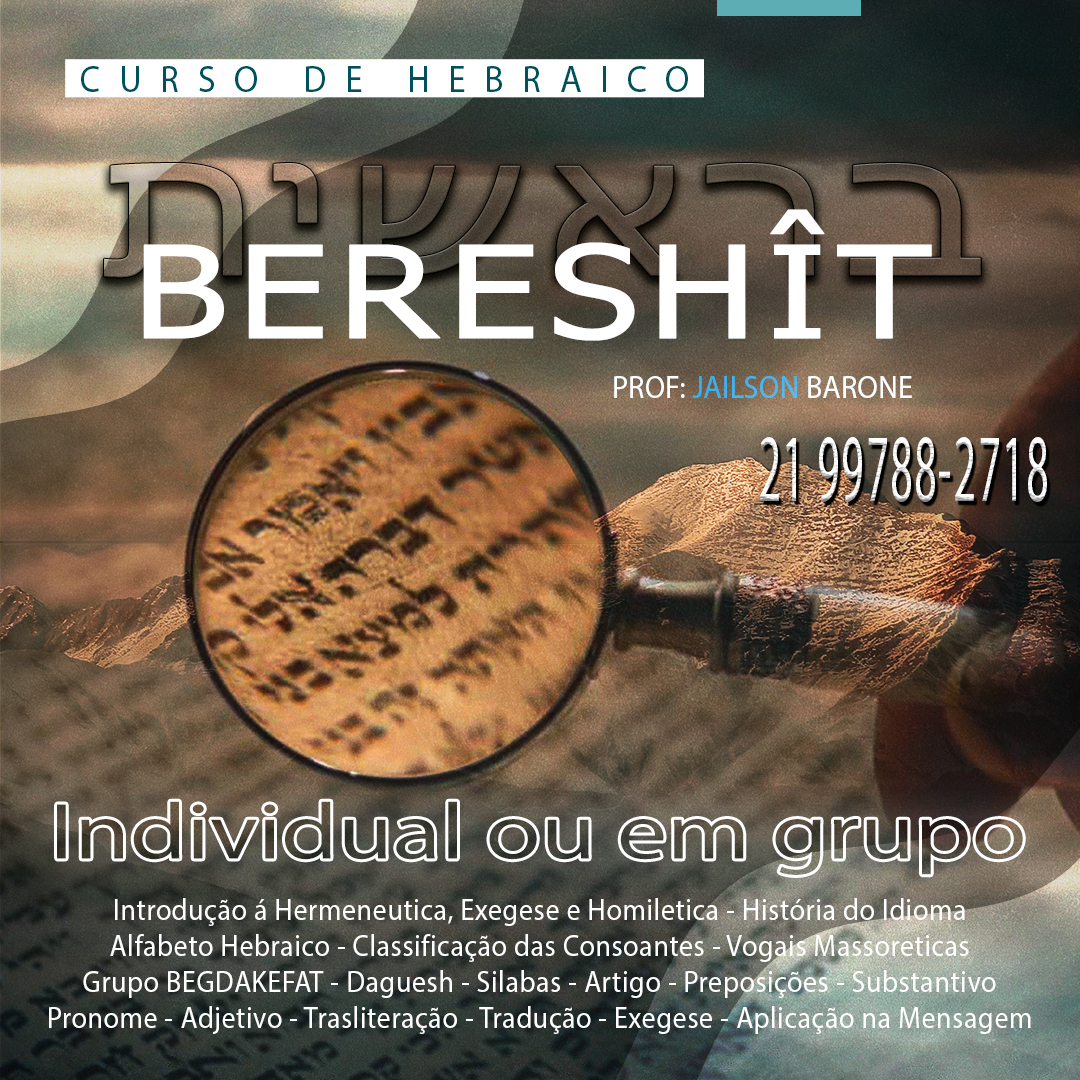 CURSO DE HEBRAICO
בראשית
BERESHÎT
PROF: JAILSON BARONE
21 99788-2718
Individual ou em grupo
Introdução á Hermeneutica, Exegese e Homiletica - História do Idioma
Alfabeto Hebraico - Classificação das Consoantes - Vogais Massoreticas
Grupo BEGDAKEFAT - Daguesh - Silabas - Artigo - Preposições - Substantivo
Pronome - Adjetivo - Trasliteração - Tradução - Exegese - Aplicação na Mensagem